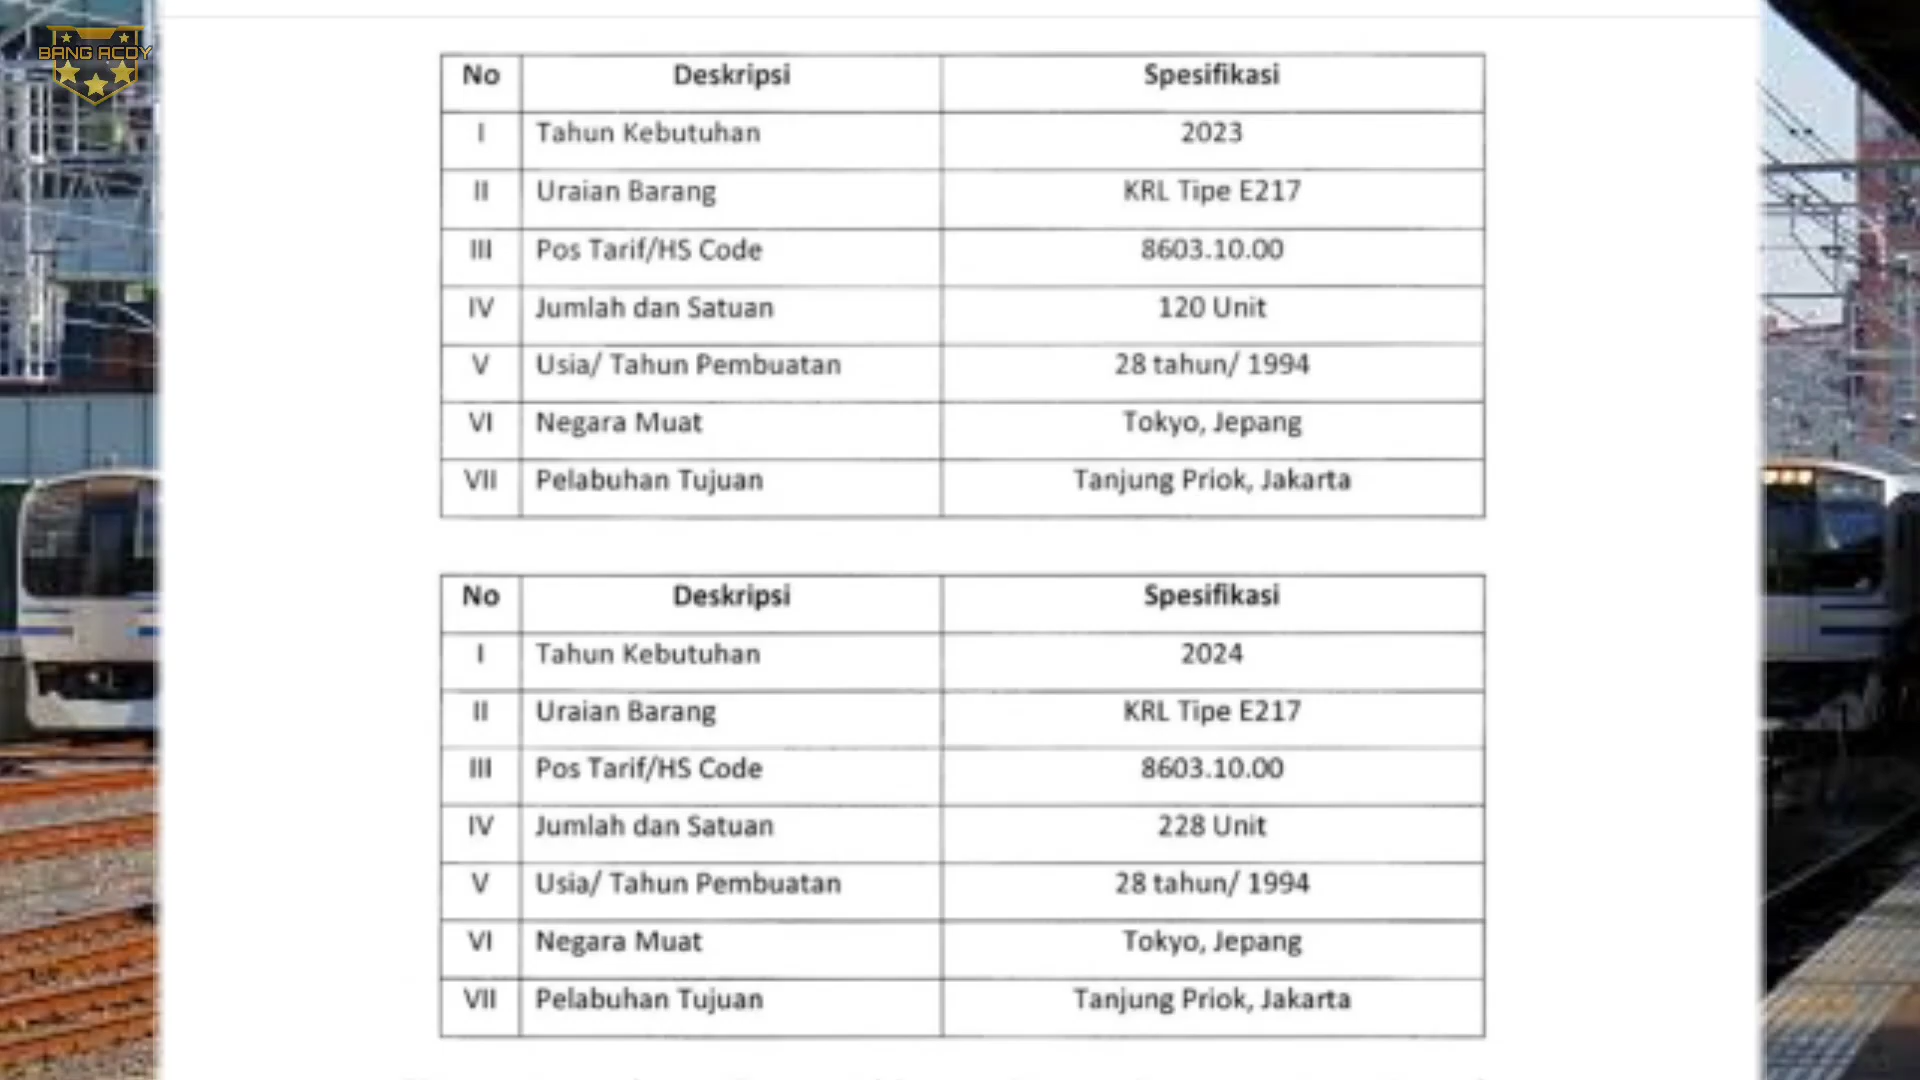 BANG ACDY
No Deskripsi Spesifikasi
I Tahun Kebutuhan 2023
II Uraian Barang KRL Tipe E217
III Pos Tarif/HS Code 8603.10.00
IV Jumlah dan Satuan 120 Unit
V Usia/ Tahun Pembuatan 28 tahun/ 1994
VI Negara Muat Tokyo, Jepang
VII Pelabuhan Tujuan Tanjung Priok, Jakarta
No Deskripsi Spesifikasi
I Tahun Kebutuhan 2024
II Uraian Barang KRL Tipe E217
III Pos Tarif/HS Code 8603.10.00
IV Jumlah dan Satuan 228 Unit
V Usia/ Tahun Pembuatan 28 tahun/ 1994
VI Negara Muat Tokyo, Jepang
VII Pelabuhan Tujuan Tanjung Priok, Jakarta